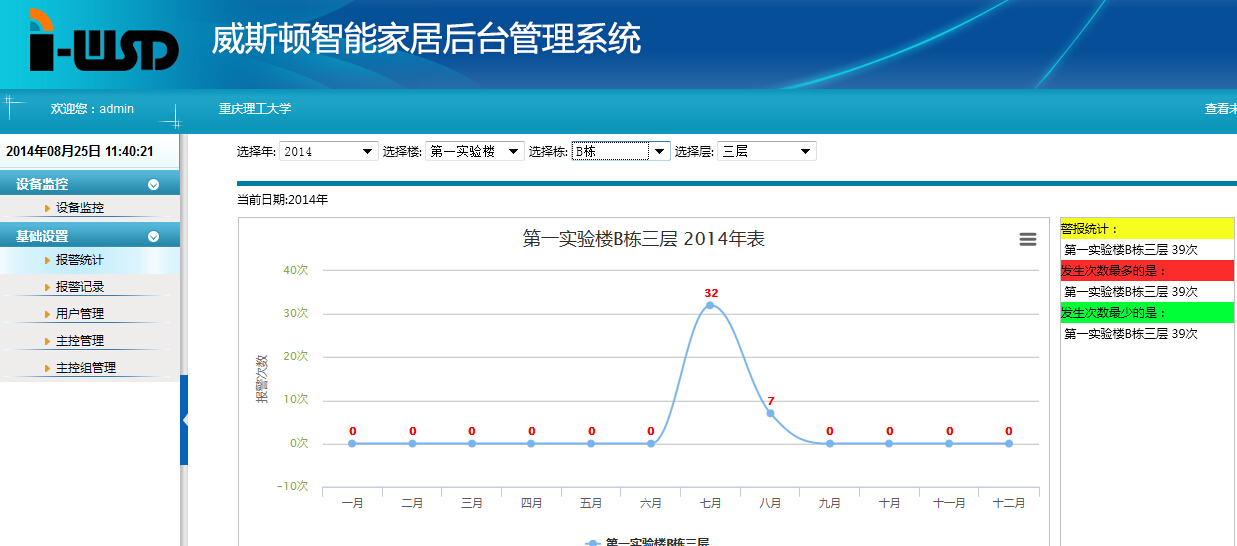 i-WSD
威斯顿智能家居后台管理系统
欢迎您：admin
重庆理工大学
查看未
2014年08月25日 11:40:21
选择年: 2014 选择楼: 第一实验楼 选择栋: B栋 选择层: 三层
设备监控
设备监控
基础设置
报警统计
报警记录
用户管理
主控管理
主控组管理
当前日期:2014年
第一实验楼B栋三层 2014年表
报警次数
40次
30次
20次
10次
0次
-10次
0 0 0 0 0 0 32 7 0 0 0 0
一月 二月 三月 四月 五月 六月 七月 八月 九月 十月 十一月 十二月
第一实验楼B栋三层
警报统计：
第一实验楼B栋三层 39次
发生次数最多的是：
第一实验楼B栋三层 39次
发生次数最少的是：
第一实验楼B栋三层 39次